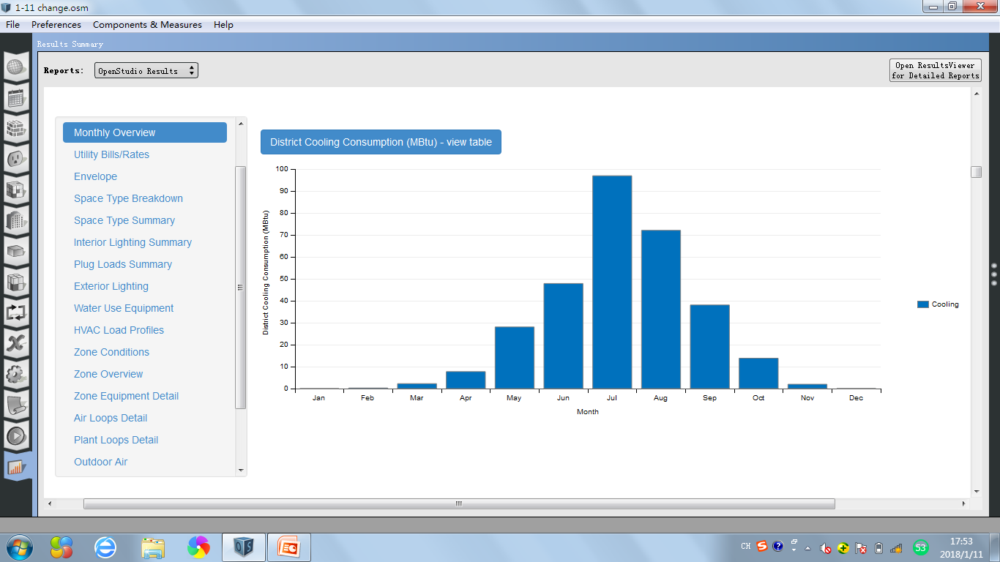 1-11 change.osm
File Preferences Components & Measures Help
Results Summary
Reports: OpenStudio Results
Open ResultsViewer
for Detailed Reports
Monthly Overview
Utility Bills/Rates
Envelope
Space Type Breakdown
Space Type Summary
Interior Lighting Summary
Plug Loads Summary
Exterior Lighting
Water Use Equipment
HVAC Load Profiles
Zone Conditions
Zone Overview
Zone Equipment Detail
Air Loops Detail
Plant Loops Detail
Outdoor Air
District Cooling Consumption (MBtu) - view table
District Cooling Consumption (MBtu)
100
90
80
70
60
50
40
30
20
10
0
Jan Feb Mar Apr May Jun Jul Aug Sep Oct Nov Dec
Month
Cooling
CH
53
17:53
2018/1/11